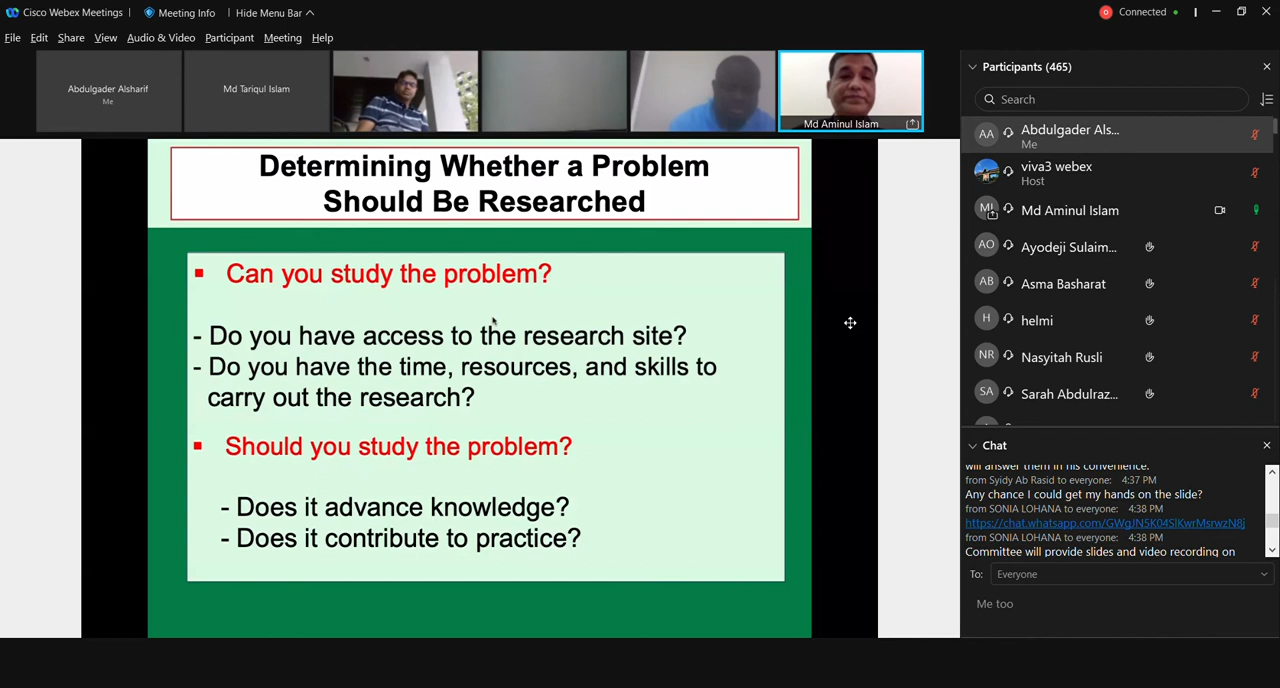 Cisco Webex Meetings
Meeting Info
Hide Menu Bar
Connected
File Edit Share View Audio & Video Participant Meeting Help
Abdulgader Alsharif
Me
Md Tariqul Islam
Md Aminul Islam
Determining Whether a Problem
Should Be Researched
Can you study the problem?
- Do you have access to the research site?
- Do you have the time, resources, and skills to
carry out the research?
Should you study the problem?
- Does it advance knowledge?
- Does it contribute to practice?
Participants (465)
Search
AA Abdulgader Als...
Me
viva3 webex
Host
MI Md Aminul Islam
AO Ayodeji Sulaim...
AB Asma Basharat
H helmi
NR Nasyitah Rusli
SA Sarah Abdulraz...
Chat
will answer them in his convenience.
from Syidy Ab Rasid to everyone: 4:37 PM
Any chance I could get my hands on the slide?
from SONIA LOHANA to everyone: 4:38 PM
from SONIA LOHANA to everyone: 4:38 PM
Committee will provide slides and video recording on
To: Everyone
Me too